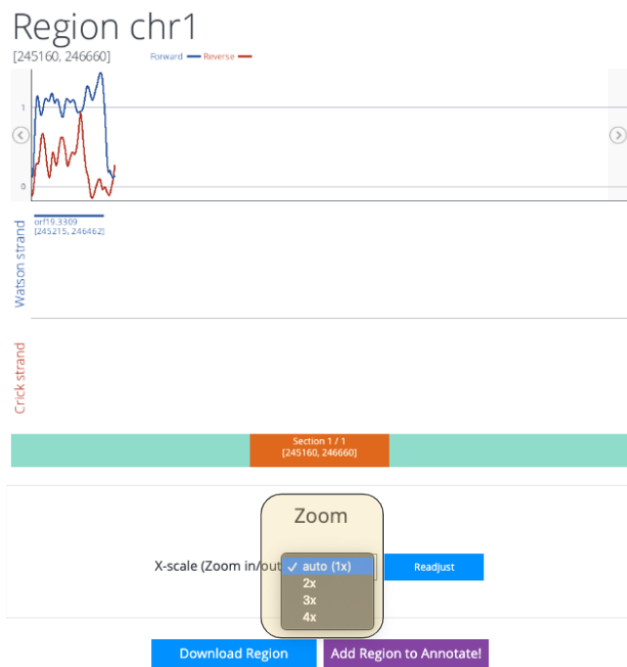 Region chr1
[245160, 246660]
Forward Reverse
1
0
orf19.3309
[245215, 246462]
Watson strand
Crick strand
Section 1 / 1
[245160, 246660]
Zoom
X-scale (Zoom in/out
✓ auto (1x)
2x
3x
4x
Readjust
Download Region
Add Region to Annotate!